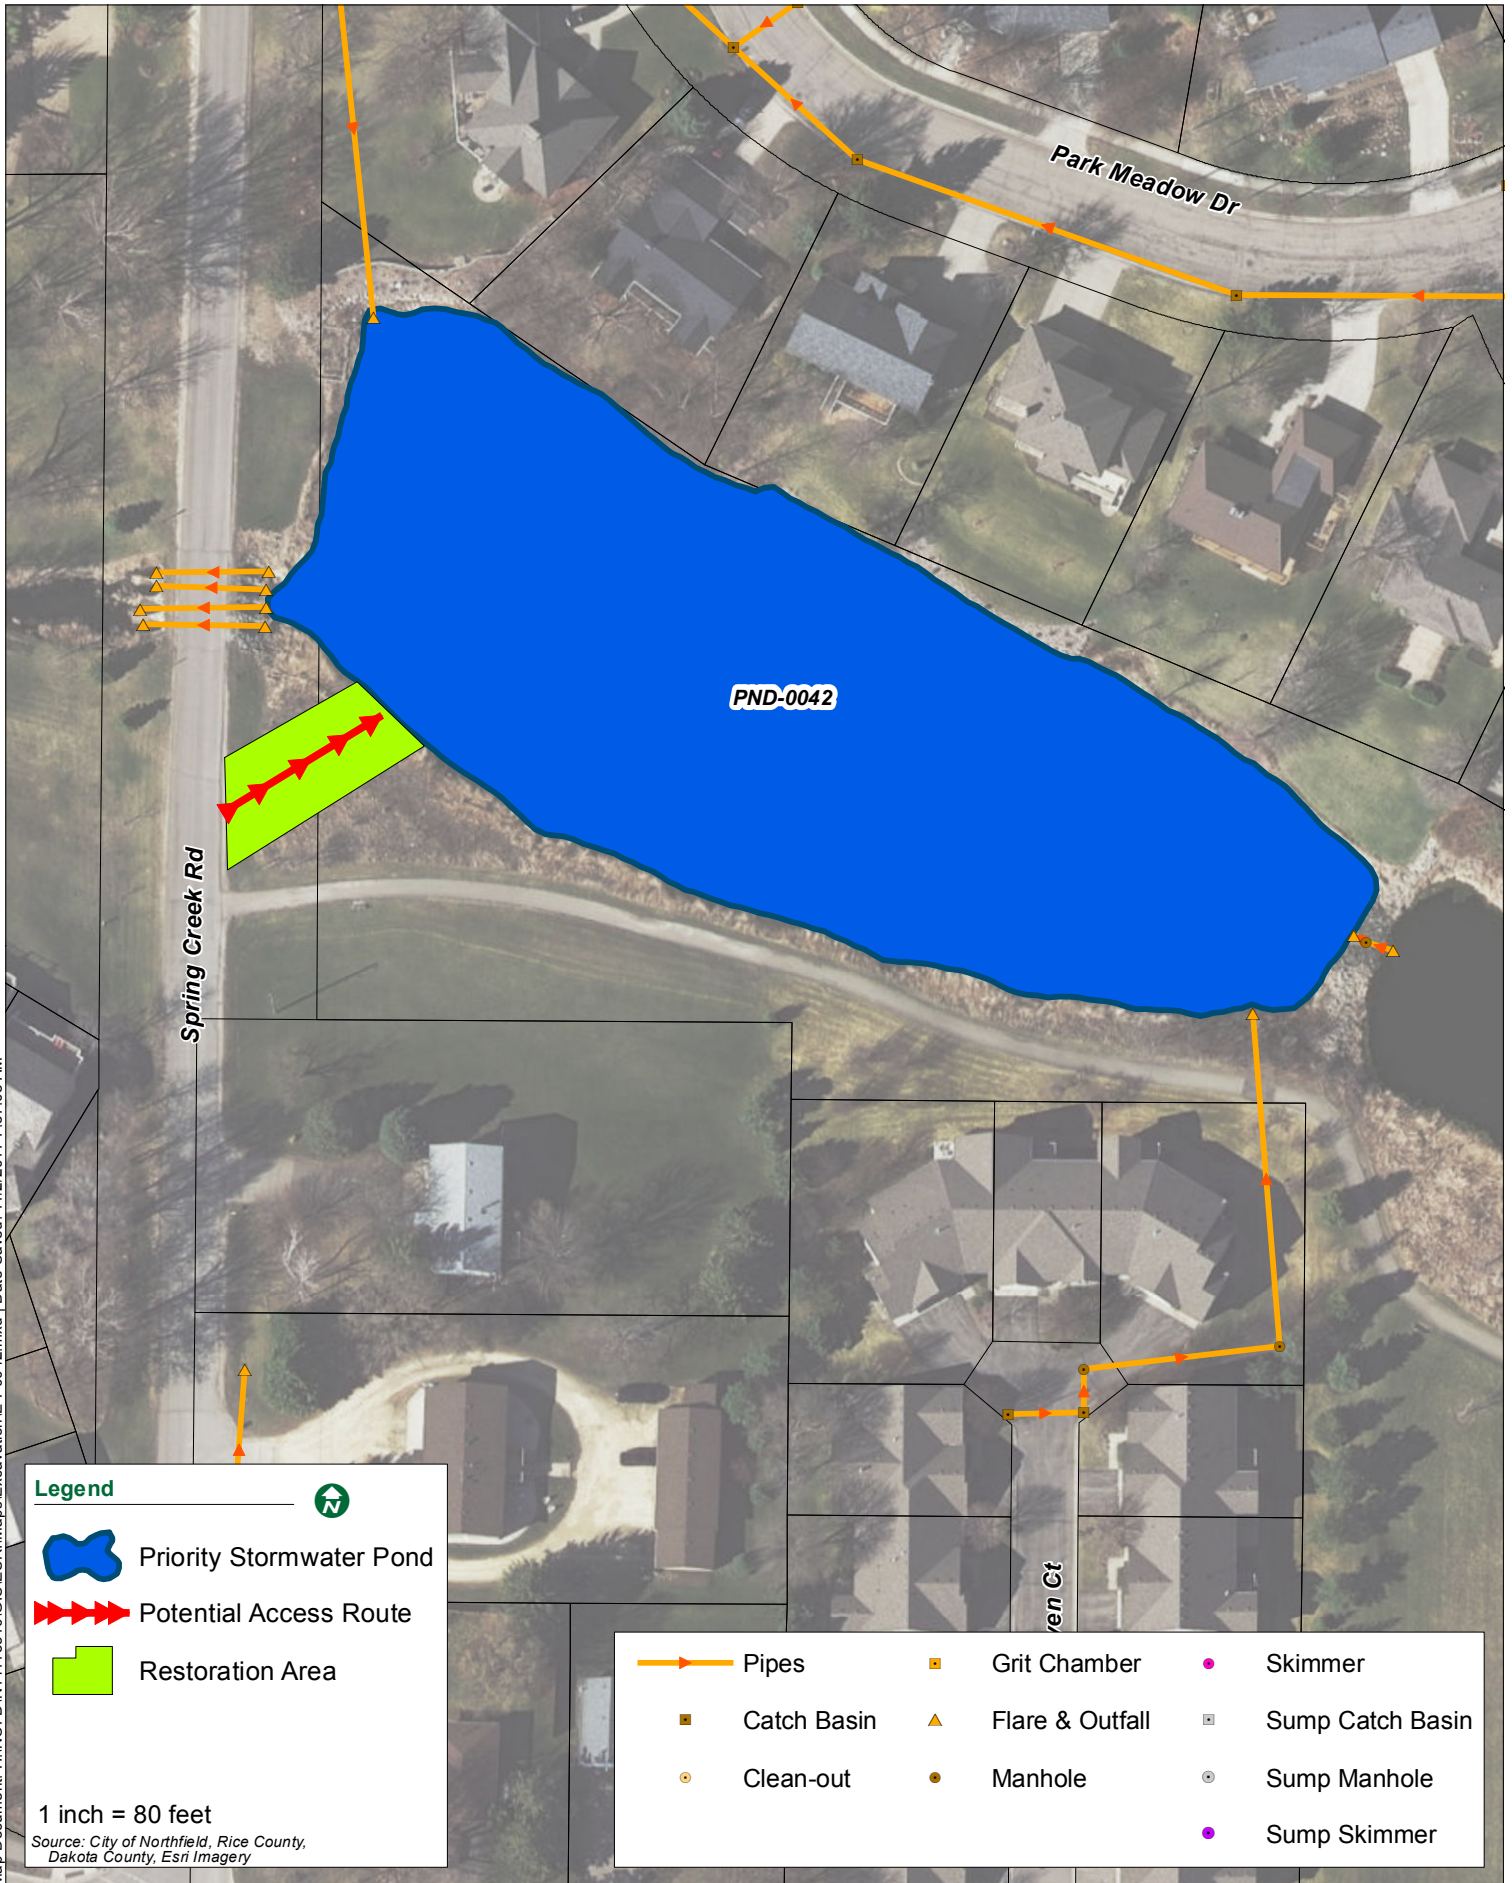 Park Meadow Dr
PND-0042
Spring Creek Rd
ven Ct
Legend
N
Priority Stormwater Pond
Potential Access Route
Restoration Area
1 inch = 80 feet
Source: City of Northfield, Rice County,
Dakota County, Esri Imagery
Pipes
Catch Basin
Clean-out
Grit Chamber
Flare & Outfall
Manhole
Skimmer
Sump Catch Basin
Sump Manhole
Sump Skimmer